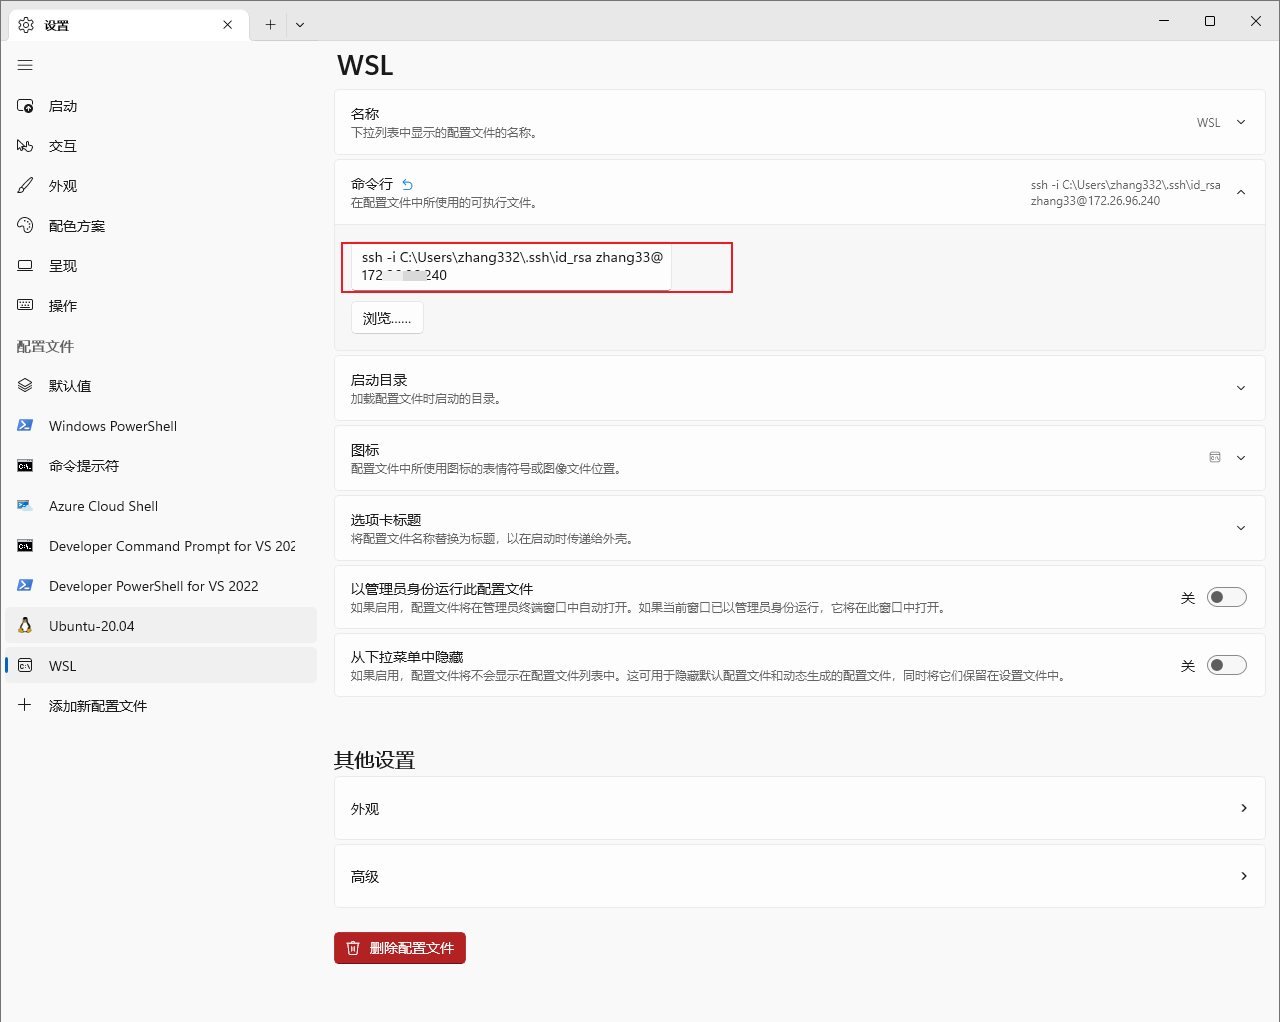 设置
WSL
启动
交互
外观
配色方案
呈现
操作
配置文件
默认值
Windows PowerShell
命令提示符
Azure Cloud Shell
Developer Command Prompt for VS 202
Developer PowerShell for VS 2022
Ubuntu-20.04
WSL
添加新配置文件
名称
下拉列表中显示的配置文件的名称。
WSL
命令行
在配置文件中所使用的可执行文件。
ssh -i C:\Users\zhang332\.ssh\id_rsa
zhang33@172.26.96.240
ssh -i C:\Users\zhang332\.ssh\id_rsa zhang33@
172 240
浏览......
启动目录
加载配置文件时启动的目录。
图标
配置文件中所使用图标的表情符号或图像文件位置。
选项卡标题
将配置文件名称替换为标题，以在启动时传递给外壳。
以管理员身份运行此配置文件
如果启用，配置文件将在管理员终端窗口中自动打开。如果当前窗口已以管理员身份运行，它将在此窗口中打开。
关
从下拉菜单中隐藏
如果启用，配置文件将不会显示在配置文件列表中。这可用于隐藏默认配置文件和动态生成的配置文件，同时将它们保留在设置文件中。
关
其他设置
外观
高级
删除配置文件